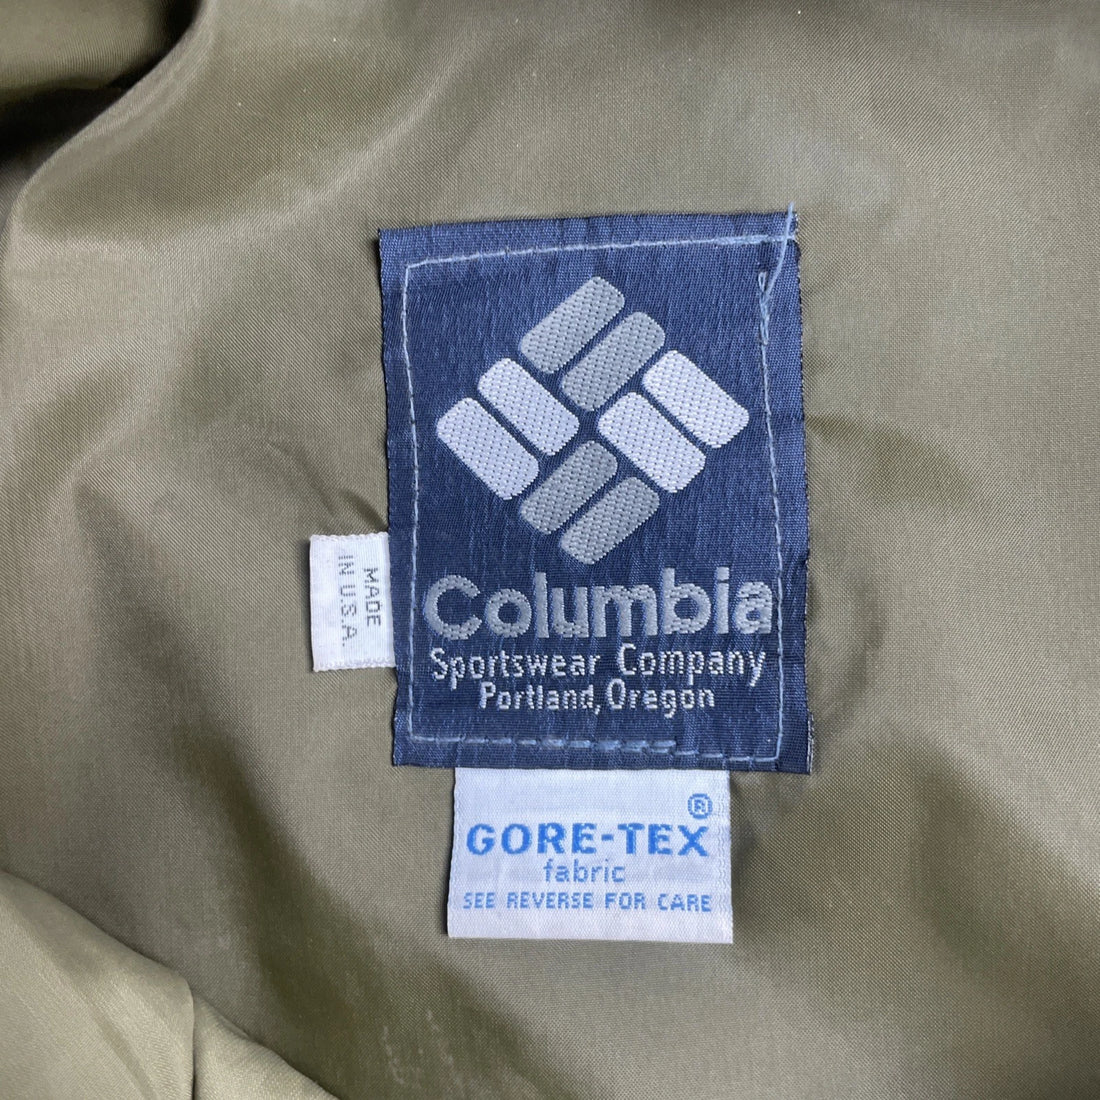 MADE
IN U.S.A.
Columbia
Sportswear Company
Portland, Oregon
GORE-TEX®
fabric
SEE REVERSE FOR CARE